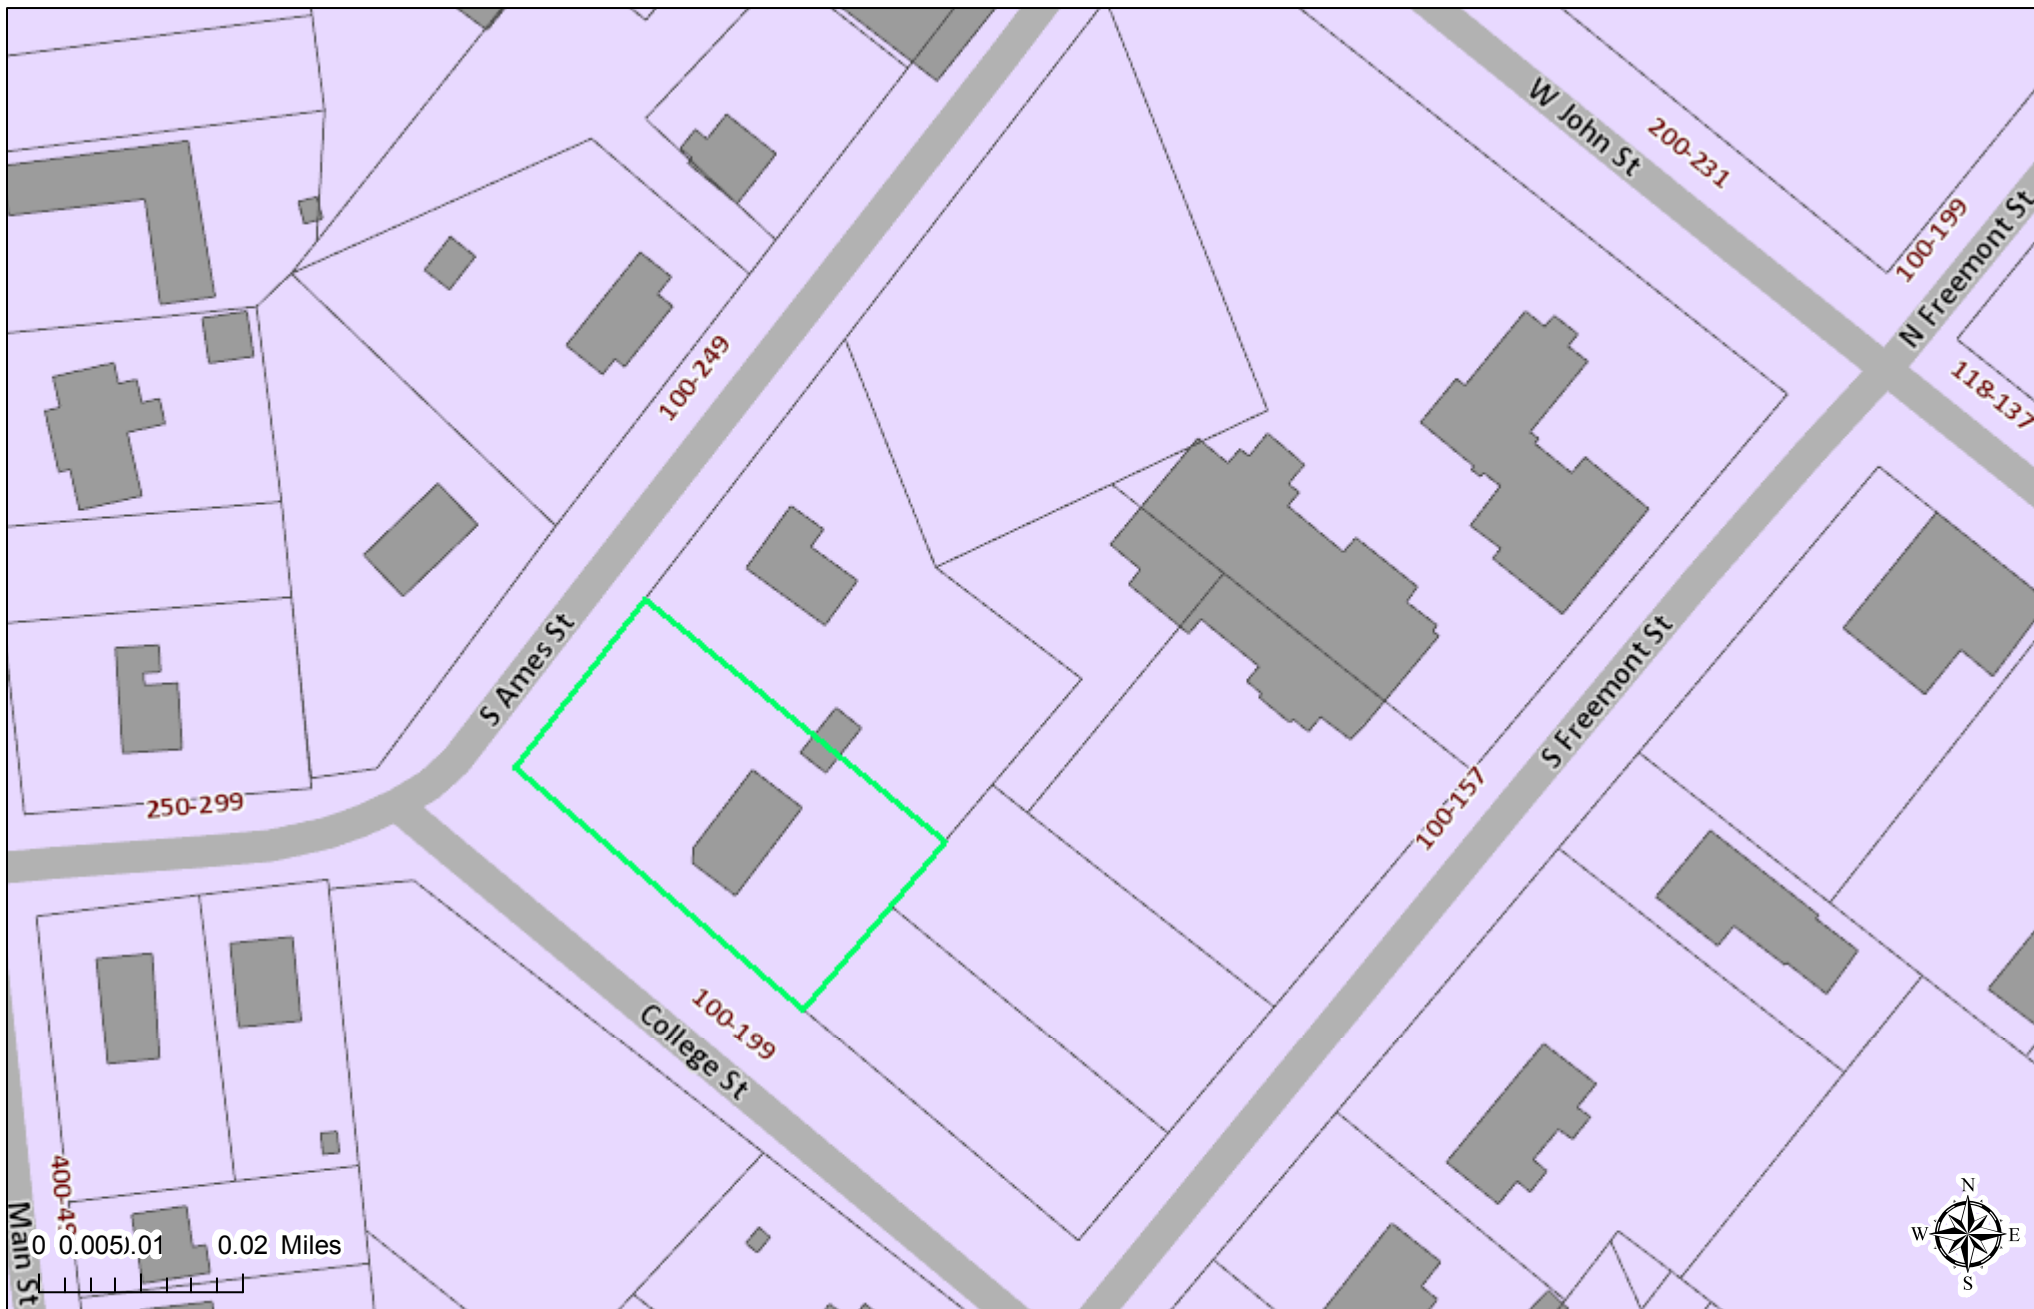 W John St
200-231
100-199
N Freemont St
118-137
100-249
S Ames St
S Freemont St
100-157
250-299
100-199
College St
Main St
0 0.005 0.01 0.02 Miles
N
W E
S